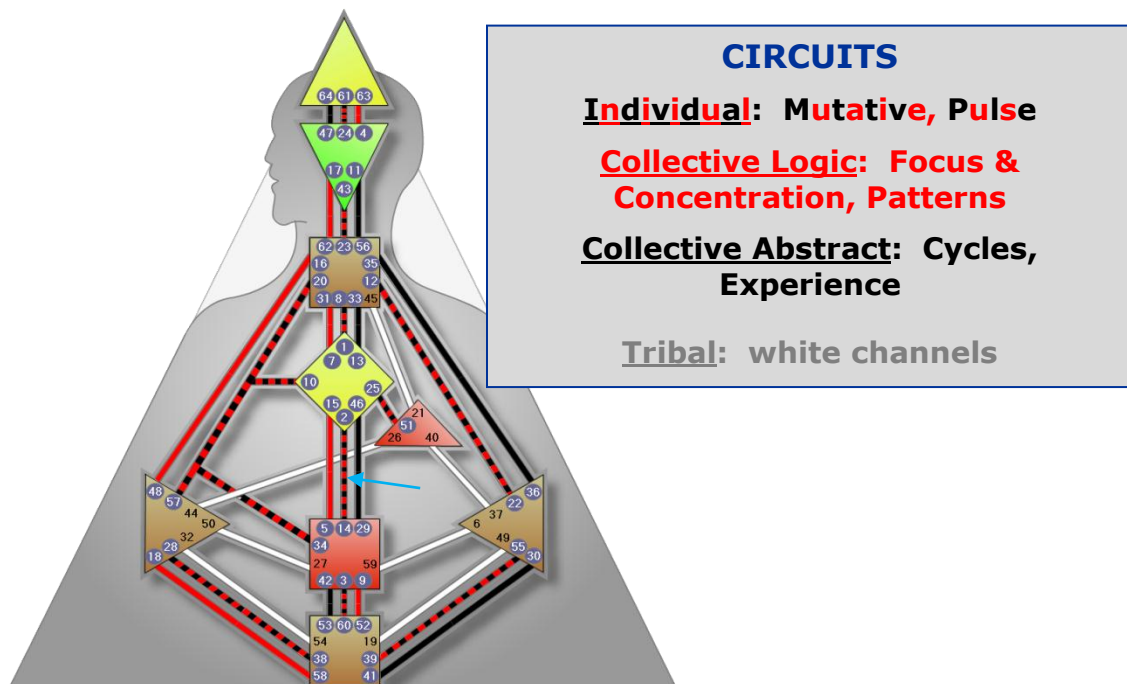 CIRCUITS
Individual: Mutative, Pulse
Collective Logic: Focus &
Concentration, Patterns
Collective Abstract: Cycles,
Experience
Tribal: white channels
64 61 63
47 24 4
17 11
43
62 23 56
16 35
20 12
31 8 33 45
1
7 13
10 25
15 46
2
21
51
26 40
48 57
44
50
32
28
18
36
22
37
6
49
55
30
5 14 29
34
27 59
42 3 9
53 60 52
54 19
38 39
58 41